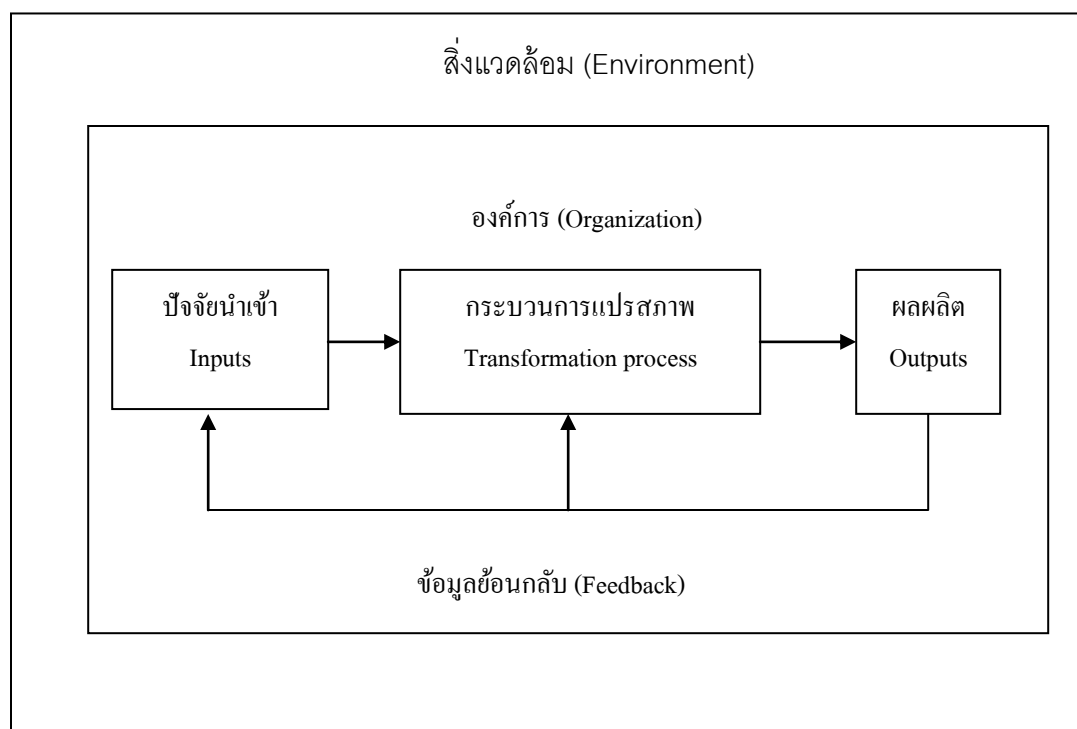 สิ่งแวดล้อม (Environment)
องค์การ (Organization)
ปัจจัยนำเข้า
Inputs
กระบวนการแปรสภาพ
Transformation process
ผลผลิต
Outputs
ข้อมูลย้อนกลับ (Feedback)